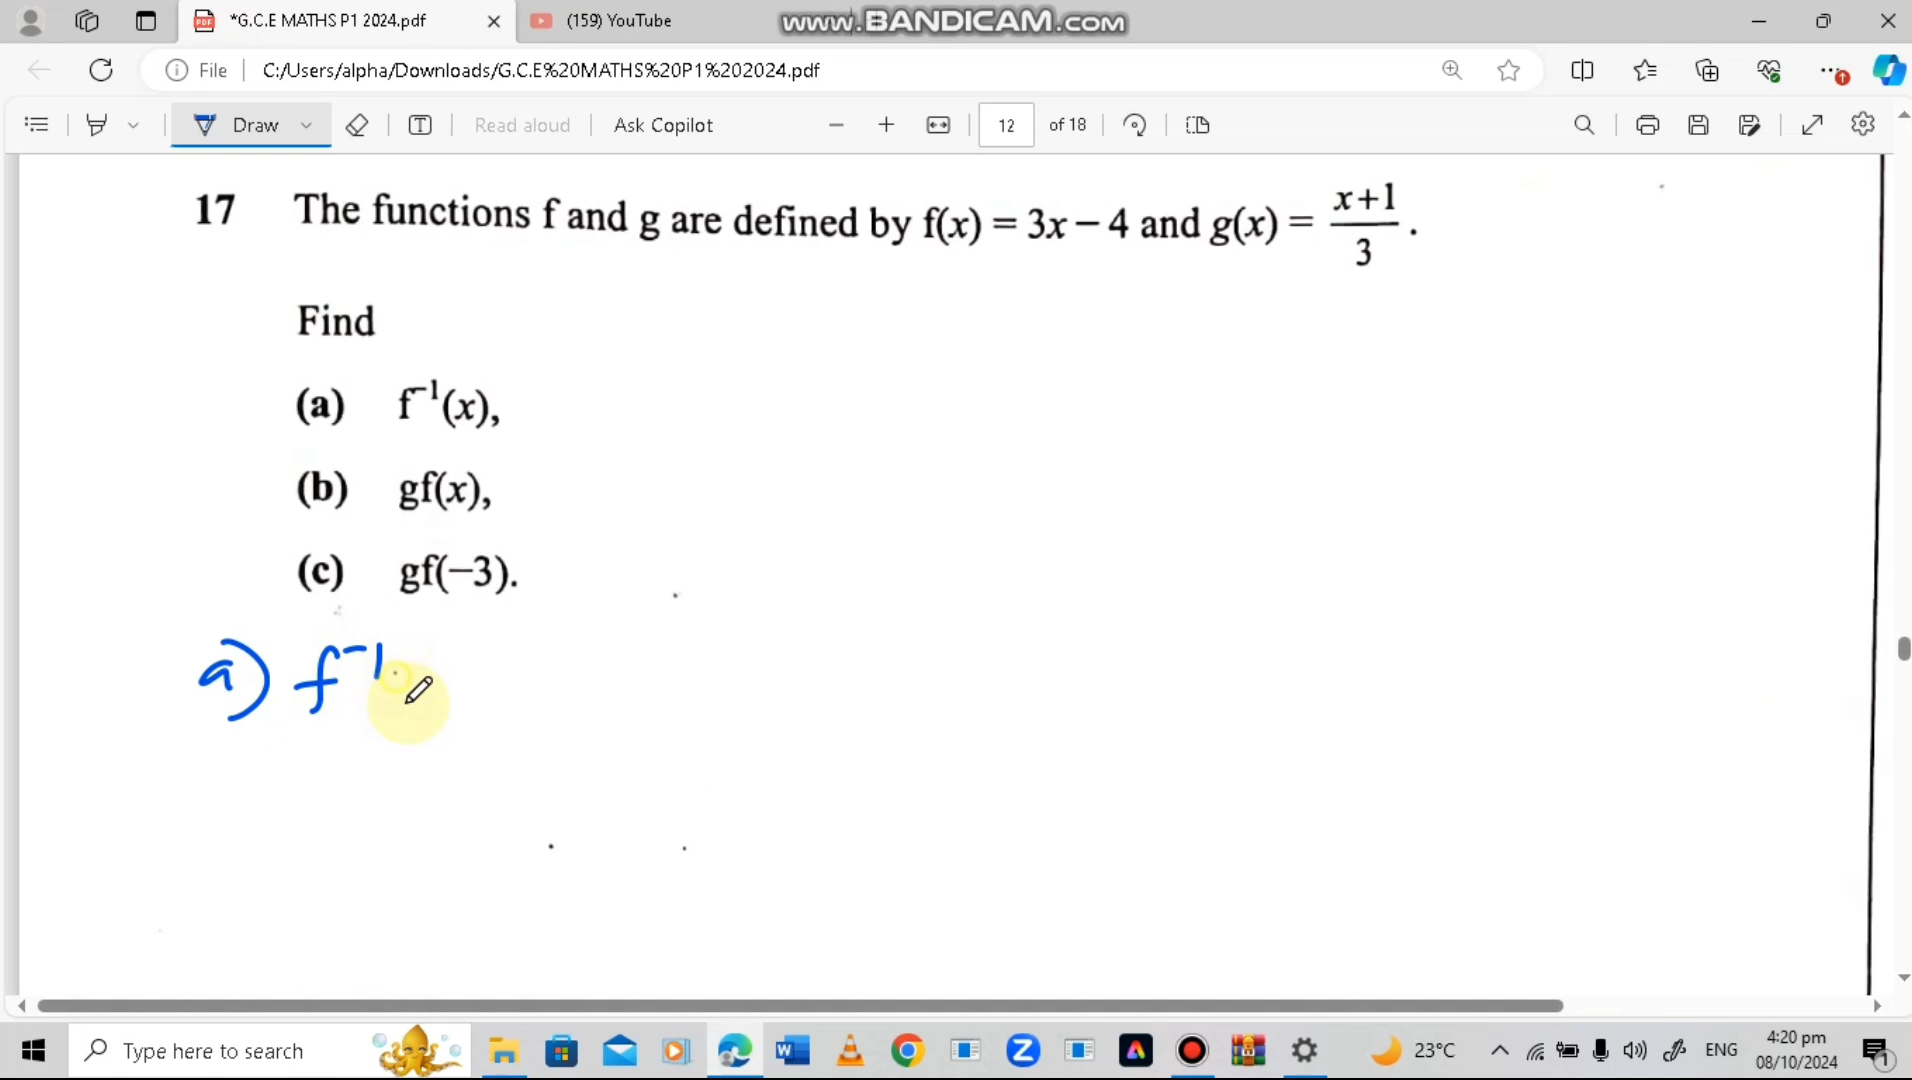 *G.C.E MATHS P1 2024.pdf
(159) YouTube
www.BANDICAM.com
File
C:/Users/alpha/Downloads/G.C.E%20MATHS%20P1%202024.pdf
Draw
Read aloud
Ask Copilot
12
of 18
17 The functions f and g are defined by f(x) = 3x − 4 and g(x) = (x+1)/3 .
Find
(a) f⁻¹(x),
(b) gf(x),
(c) gf(−3).
a) f⁻¹
Type here to search
23°C
ENG
4:20 pm
08/10/2024
1